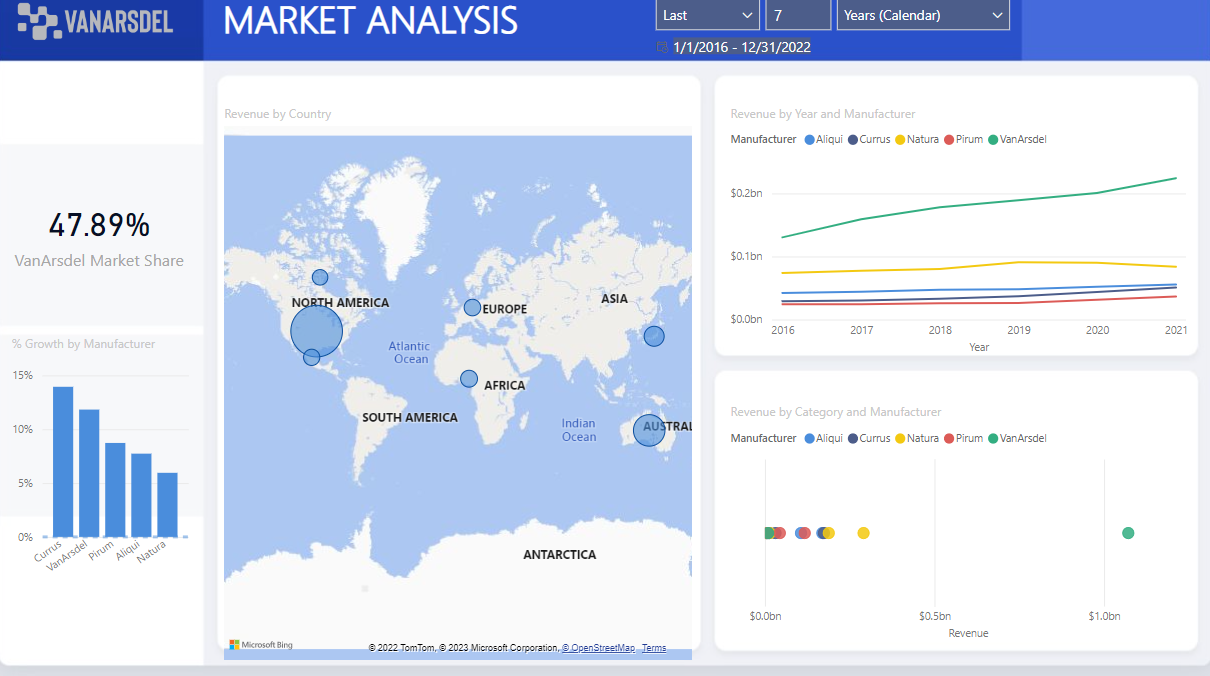 VANARSDEL
MARKET ANALYSIS
Last
7
Years (Calendar)
1/1/2016 - 12/31/2022
47.89%
VanArsdel Market Share
% Growth by Manufacturer
15%
10%
5%
0%
Currus
VanArsdel
Pirum
Aliqui
Natura
Revenue by Country
NORTH AMERICA
EUROPE
ASIA
Atlantic
Ocean
AFRICA
SOUTH AMERICA
Indian
Ocean
AUSTRAL
ANTARCTICA
Microsoft Bing
© 2022 TomTom, © 2023 Microsoft Corporation, © OpenStreetMap Terms
Revenue by Year and Manufacturer
Manufacturer Aliqui Currus Natura Pirum VanArsdel
$0.2bn
$0.1bn
$0.0bn
2016 2017 2018 2019 2020 2021
Year
Revenue by Category and Manufacturer
Manufacturer Aliqui Currus Natura Pirum VanArsdel
$0.0bn $0.5bn $1.0bn
Revenue